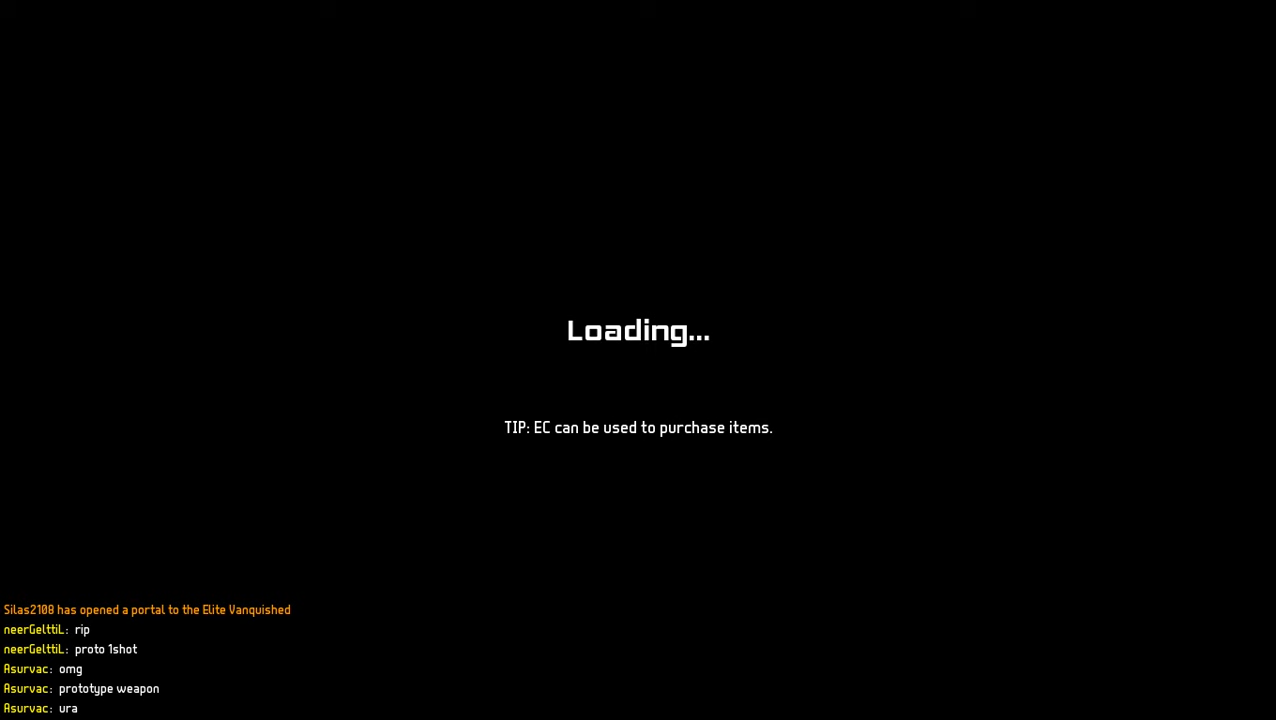 Loading...
TIP: EC can be used to purchase items.
Silas2108 has opened a portal to the Elite Vanquished
neerGelttiL: rip
neerGelttiL: proto 1shot
Asurvac: omg
Asurvac: prototype weapon
Asurvac: ura